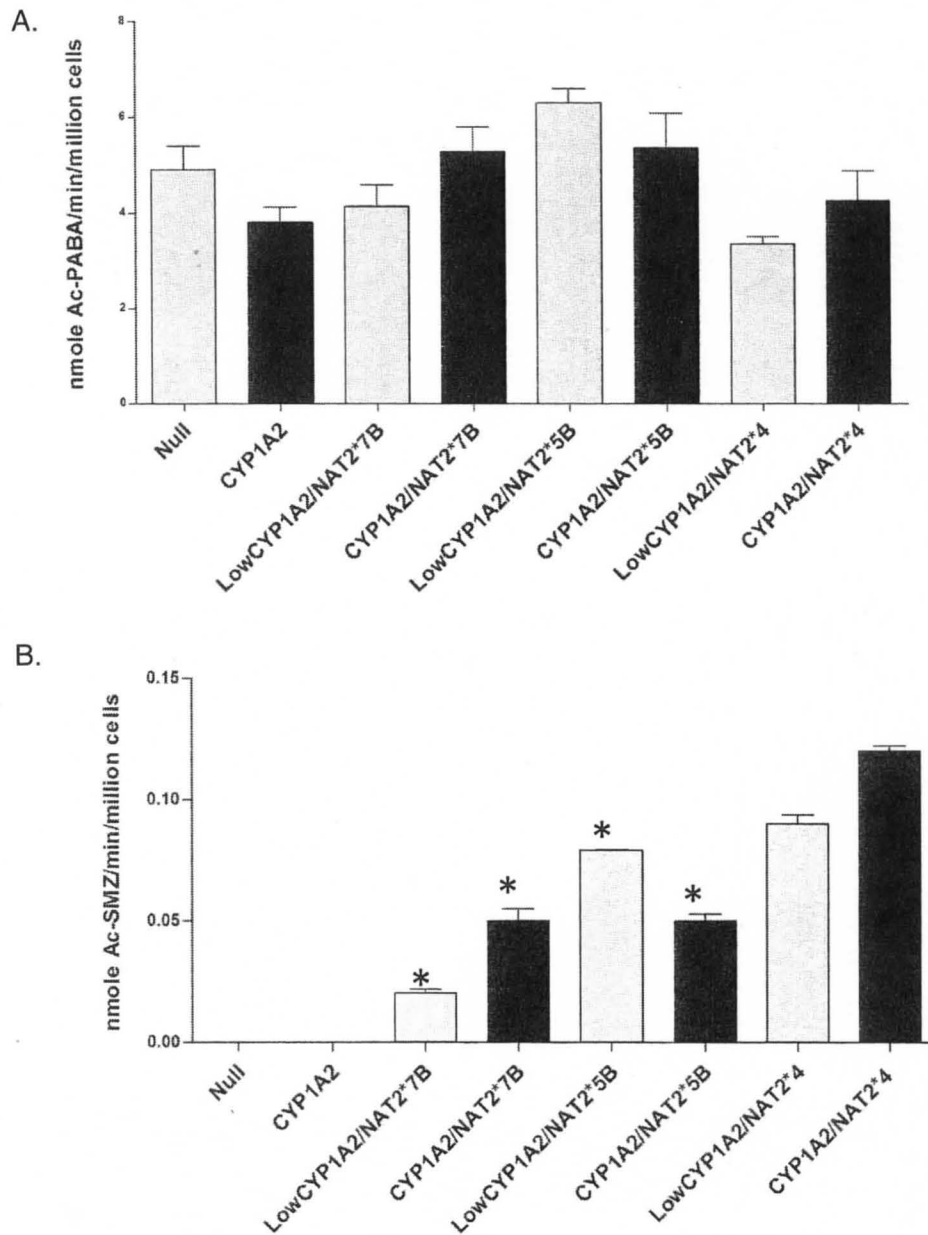 A.
nmole Ac-PABA/min/million cells
8
6
4
2
0
Null
CYP1A2
LowCYP1A2/NAT2*7B
CYP1A2/NAT2*7B
LowCYP1A2/NAT2*5B
CYP1A2/NAT2*5B
LowCYP1A2/NAT2*4
CYP1A2/NAT2*4
B.
nmole Ac-SMZ/min/million cells
0.15
0.10
0.05
0.00
*
*
*
*
Null
CYP1A2
LowCYP1A2/NAT2*7B
CYP1A2/NAT2*7B
LowCYP1A2/NAT2*5B
CYP1A2/NAT2*5B
LowCYP1A2/NAT2*4
CYP1A2/NAT2*4